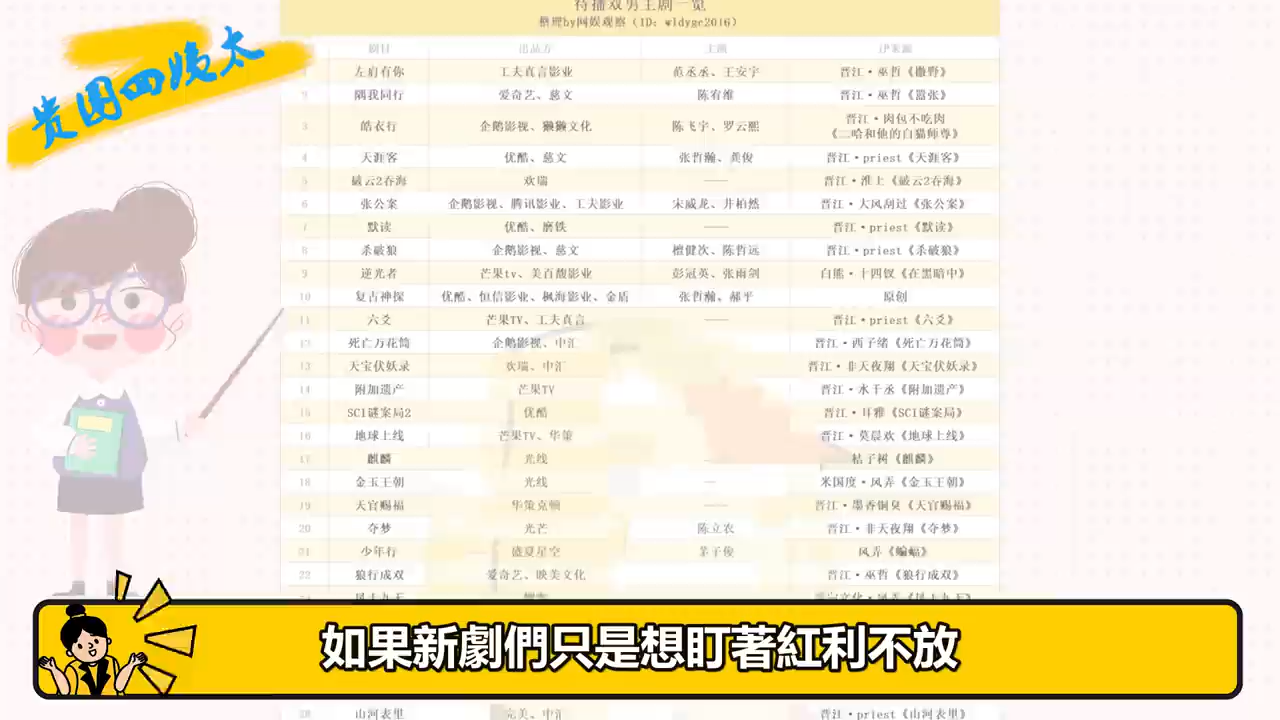 待播双男主剧一览
整理by网娱观察（ID：wldygc2016）
贵圈四姨太
剧目 出品方 主演 IP来源
左肩有你 工夫真言影业 范丞丞、王安宇 晋江·巫哲《撒野》
2 隅我同行 爱奇艺、慈文 陈宥维 晋江·巫哲《嚣张》
3 皓衣行 企鹅影视、獭獭文化 陈飞宇、罗云熙 晋江·肉包不吃肉《二哈和他的白猫师尊》
4 天涯客 优酷、慈文 张哲瀚、龚俊 晋江·priest《天涯客》
5 破云2吞海 欢瑞 —— 晋江·淮上《破云2吞海》
6 张公案 企鹅影视、腾讯影业、工夫影业 宋威龙、井柏然 晋江·大风刮过《张公案》
7 默读 优酷、磨铁 —— 晋江·priest《默读》
8 杀破狼 企鹅影视、慈文 檀健次、陈哲远 晋江·priest《杀破狼》
9 逆光者 芒果tv、美百馥影业 彭冠英、张雨剑 白熊·十四钗《在黑暗中》
10 复古神探 优酷、恒信影业、枫海影业、金盾 张哲瀚、郝平 原创
11 六爻 芒果TV、工夫真言 —— 晋江·priest《六爻》
12 死亡万花筒 企鹅影视、中汇 晋江·西子绪《死亡万花筒》
13 天宝伏妖录 欢瑞、中汇 晋江·非天夜翔《天宝伏妖录》
14 附加遗产 芒果TV 晋江·水千丞《附加遗产》
15 SCI谜案局2 优酷 晋江·耳雅《SCI谜案局》
16 地球上线 芒果TV、华策 晋江·莫晨欢《地球上线》
17 麒麟 光线 桔子树《麒麟》
18 金玉王朝 光线 — 米国度·风弄《金玉王朝》
19 天官赐福 华策克顿 —— 晋江·墨香铜臭《天官赐福》
20 夺梦 光芒 陈立农 晋江·非天夜翔《夺梦》
21 少年行 盛夏星空 茅子俊 风弄《蝙蝠》
22 狼行成双 爱奇艺、映美文化 晋江·巫哲《狼行成双》
如果新劇們只是想盯著紅利不放
28 山河表里 完美、中汇 晋江·priest《山河表里》